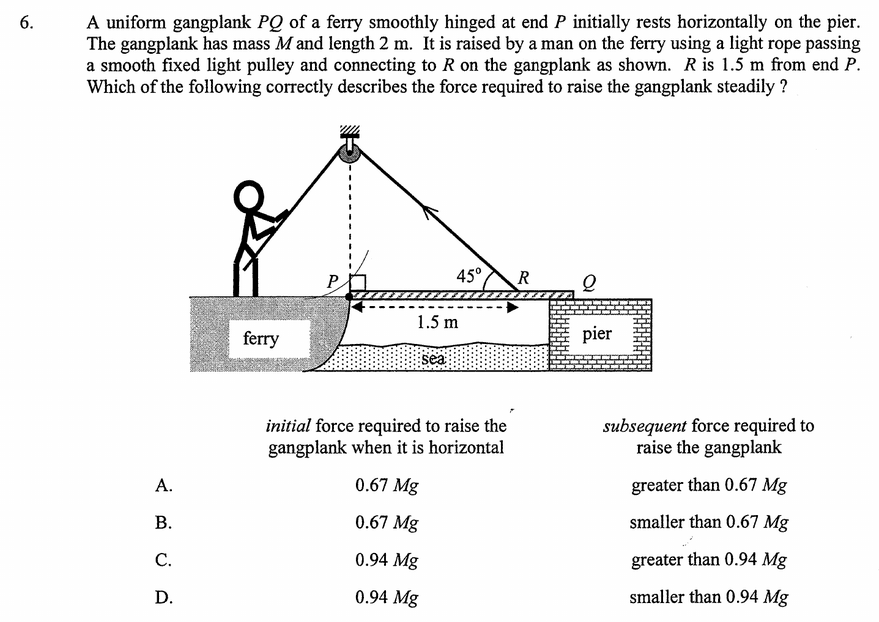 6. A uniform gangplank PQ of a ferry smoothly hinged at end P initially rests horizontally on the pier.
The gangplank has mass M and length 2 m. It is raised by a man on the ferry using a light rope passing
a smooth fixed light pulley and connecting to R on the gangplank as shown. R is 1.5 m from end P.
Which of the following correctly describes the force required to raise the gangplank steadily ?
P 45° R Q
1.5 m
ferry pier
sea
initial force required to raise the subsequent force required to
gangplank when it is horizontal raise the gangplank
A. 0.67 Mg greater than 0.67 Mg
B. 0.67 Mg smaller than 0.67 Mg
C. 0.94 Mg greater than 0.94 Mg
D. 0.94 Mg smaller than 0.94 Mg